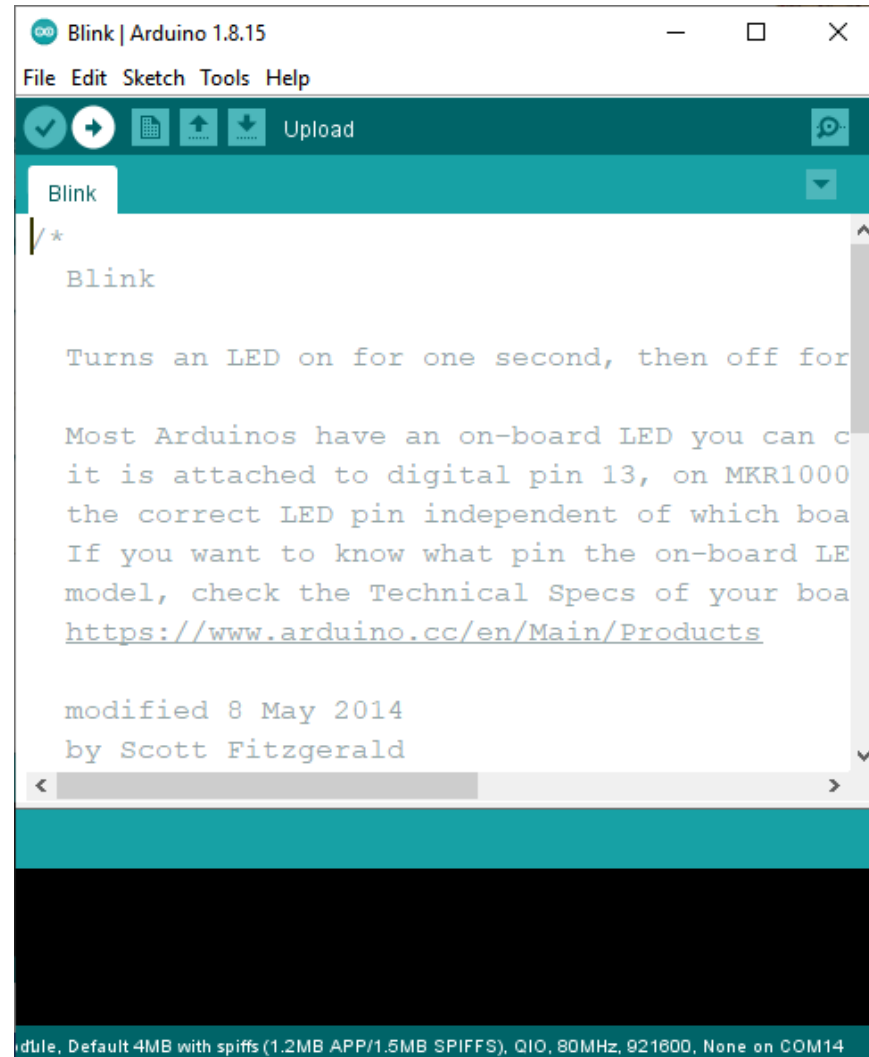 Blink | Arduino 1.8.15
File Edit Sketch Tools Help
Upload
Blink
/*
Blink
Turns an LED on for one second, then off for
Most Arduinos have an on-board LED you can c
it is attached to digital pin 13, on MKR1000
the correct LED pin independent of which boa
If you want to know what pin the on-board LE
model, check the Technical Specs of your boa
https://www.arduino.cc/en/Main/Products
modified 8 May 2014
by Scott Fitzgerald
Default 4MB with spiffs (1.2MB APP/1.5MB SPIFFS), QIO, 80MHz, 921600, None on COM14